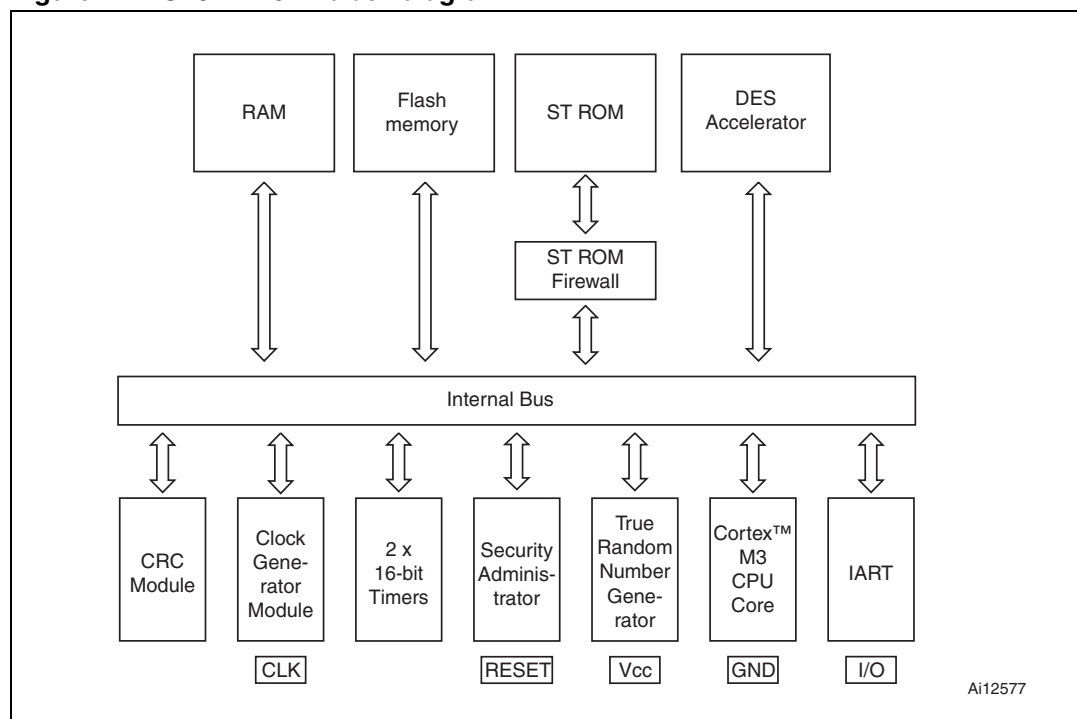 RAM
Flash
memory
ST ROM
DES
Accelerator
ST ROM
Firewall
Internal Bus
CRC
Module
Clock
Gene-
rator
Module
2 x
16-bit
Timers
Security
Adminis-
trator
True
Random
Number
Gene-
rator
Cortex™
M3
CPU
Core
IART
CLK
RESET
Vcc
GND
I/O
Ai12577